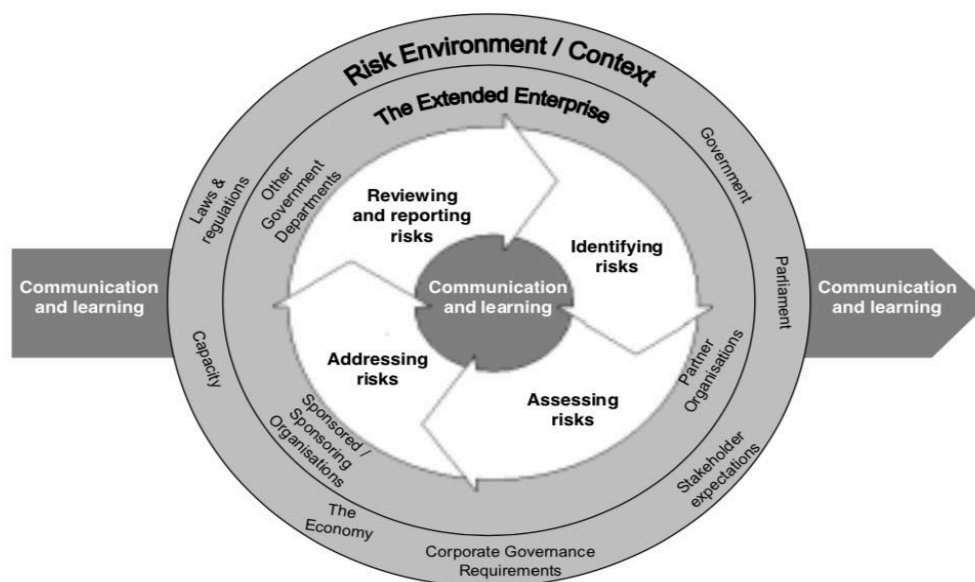 Risk Environment / Context
The Extended Enterprise
Government
Laws &
regulations
Other
Government
Departments
Reviewing
and reporting
risks
Identifying
risks
Communication
and learning
Communication
and learning
Communication
and learning
Parliament
Capacity
Addressing
risks
Assessing
risks
Partner
Organisations
Sponsored /
Sponsoring
Organisations
Stakeholder
expectations
The
Economy
Corporate Governance
Requirements